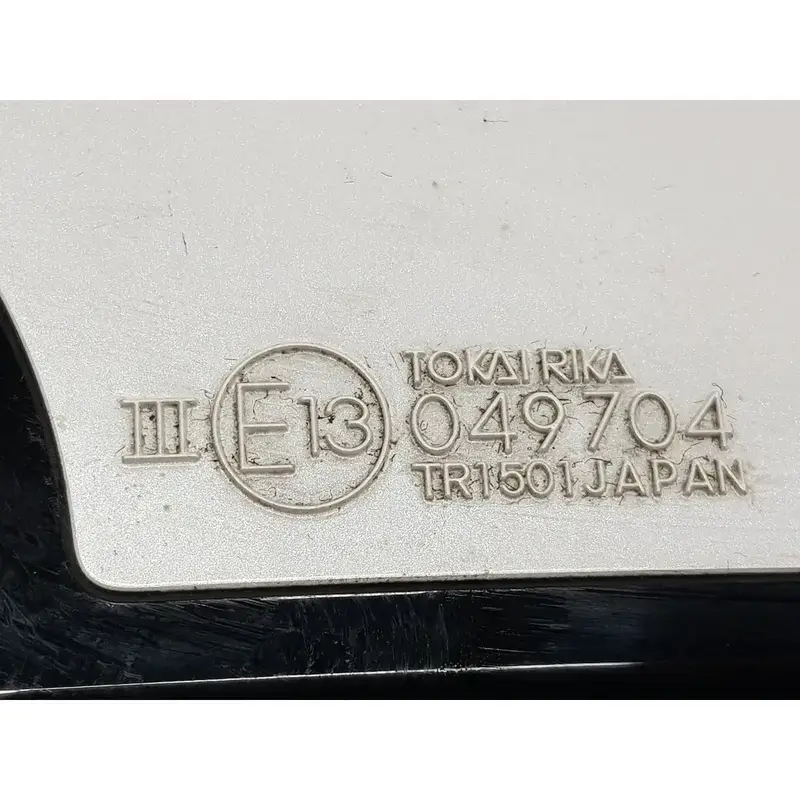 TOKAI RIKA
III E13 049704
TR1501 JAPAN